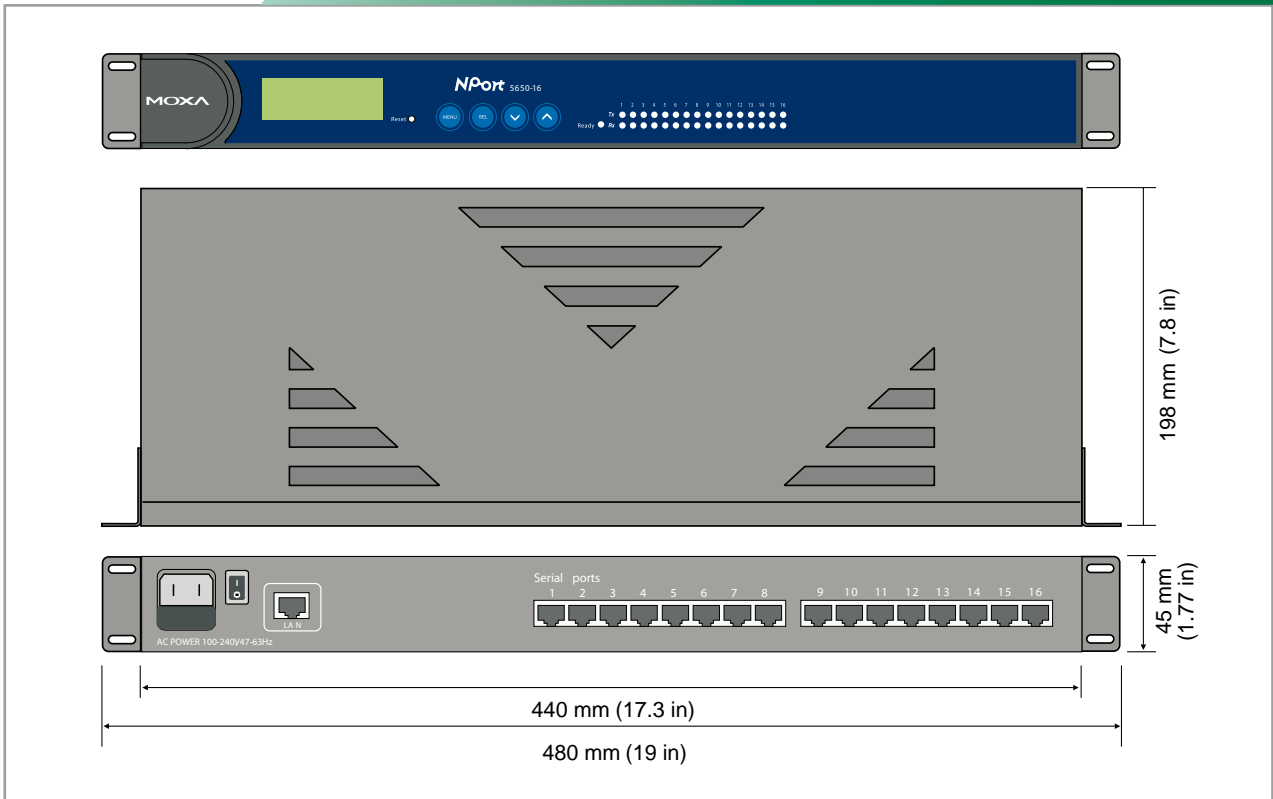 MOXA
Reset
NPort 5650-16
MENU SEL
1 2 3 4 5 6 7 8 9 10 11 12 13 14 15 16
Tx
Ready Rx
198 mm (7.8 in)
Serial ports
1 2 3 4 5 6 7 8 9 10 11 12 13 14 15 16
LAN
AC POWER 100-240V47-63Hz
45 mm
(1.77 in)
440 mm (17.3 in)
480 mm (19 in)